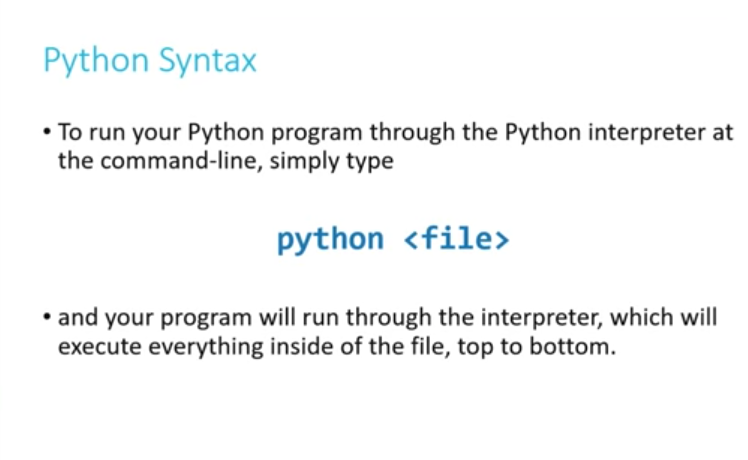 Python Syntax
• To run your Python program through the Python interpreter at
the command-line, simply type
python <file>
• and your program will run through the interpreter, which will
execute everything inside of the file, top to bottom.